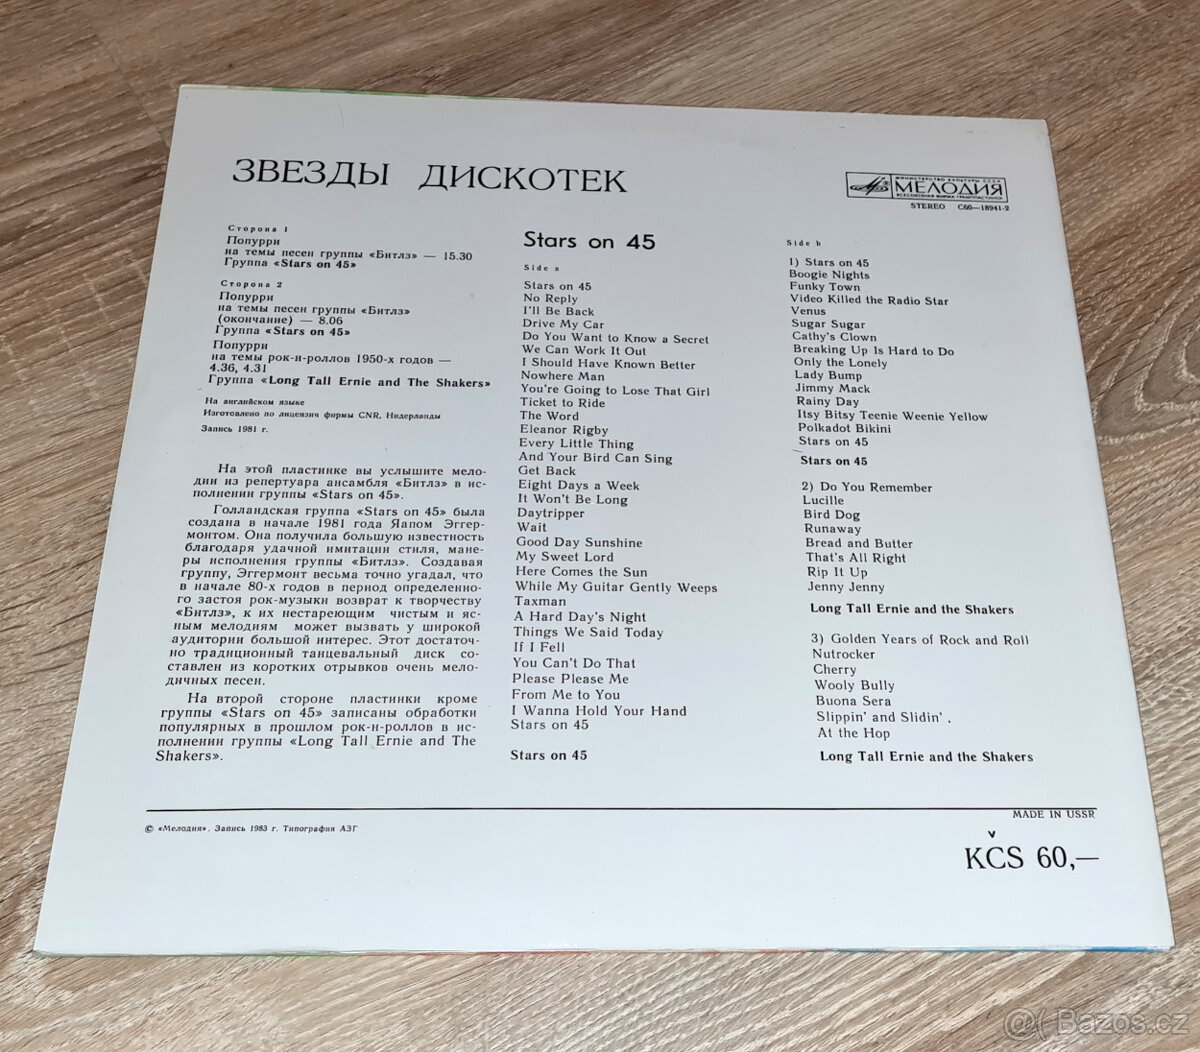 ЗВЕЗДЫ ДИСКОТЕК
МИНИСТЕРСТВО КУЛЬТУРЫ СССР
МЕЛОДИЯ
ВСЕСОЮЗНАЯ ФИРМА ГРАМПЛАСТИНОК
STEREO С60—18941-2
Сторона 1
Попурри
на темы песен группы «Битлз» — 15.30
Группа «Stars on 45»
Сторона 2
Попурри
на темы песен группы «Битлз»
(окончание) — 8.06
Группа «Stars on 45»
Попурри
на темы рок-н-роллов 1950-х годов —
4.36, 4.31
Группа «Long Tall Ernie and The Shakers»
На английском языке
Изготовлено по лицензии фирмы CNR, Нидерланды
Запись 1981 г.
На этой пластинке вы услышите мело-
дии из репертуара ансамбля «Битлз» в ис-
полнении группы «Stars on 45».
Голландская группа «Stars on 45» была
создана в начале 1981 года Яапом Эггер-
монтом. Она получила большую известность
благодаря удачной имитации стиля, мане-
ры исполнения группы «Битлз». Создавая
группу, Эггермонт весьма точно угадал, что
в начале 80-х годов в период определенно-
го застоя рок-музыки возврат к творчеству
«Битлз», к их нестареющим чистым и яс-
ным мелодиям может вызвать у широкой
аудитории большой интерес. Этот достаточ-
но традиционный танцевальный диск со-
ставлен из коротких отрывков очень мело-
дичных песен.
На второй стороне пластинки кроме
группы «Stars on 45» записаны обработки
популярных в прошлом рок-н-роллов в ис-
полнении группы «Long Tall Ernie and The
Shakers».
Stars on 45
Side a
Stars on 45
No Reply
I'll Be Back
Drive My Car
Do You Want to Know a Secret
We Can Work It Out
I Should Have Known Better
Nowhere Man
You're Going to Lose That Girl
Ticket to Ride
The Word
Eleanor Rigby
Every Little Thing
And Your Bird Can Sing
Get Back
Eight Days a Week
It Won't Be Long
Daytripper
Wait
Good Day Sunshine
My Sweet Lord
Here Comes the Sun
While My Guitar Gently Weeps
Taxman
A Hard Day's Night
Things We Said Today
If I Fell
You Can't Do That
Please Please Me
From Me to You
I Wanna Hold Your Hand
Stars on 45
Stars on 45
Side b
1) Stars on 45
Boogie Nights
Funky Town
Video Killed the Radio Star
Venus
Sugar Sugar
Cathy's Clown
Breaking Up Is Hard to Do
Only the Lonely
Lady Bump
Jimmy Mack
Rainy Day
Itsy Bitsy Teenie Weenie Yellow
Polkadot Bikini
Stars on 45
Stars on 45
2) Do You Remember
Lucille
Bird Dog
Runaway
Bread and Butter
That's All Right
Rip It Up
Jenny Jenny
Long Tall Ernie and the Shakers
3) Golden Years of Rock and Roll
Nutrocker
Cherry
Wooly Bully
Buona Sera
Slippin' and Slidin'.
At the Hop
Long Tall Ernie and the Shakers
© «Мелодия». Запись 1983 г. Типография АЗГ
MADE IN USSR
KČS 60,—
@( Bazos.cz